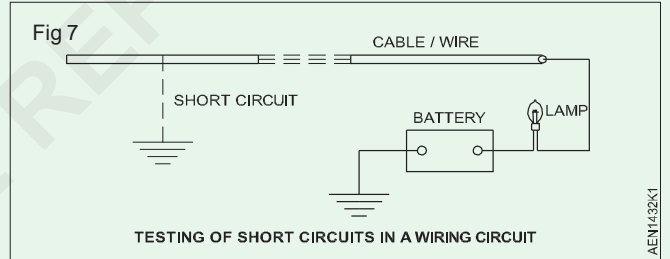 Fig 7
CABLE / WIRE
SHORT CIRCUIT
BATTERY
LAMP
TESTING OF SHORT CIRCUITS IN A WIRING CIRCUIT
AEN1432K1